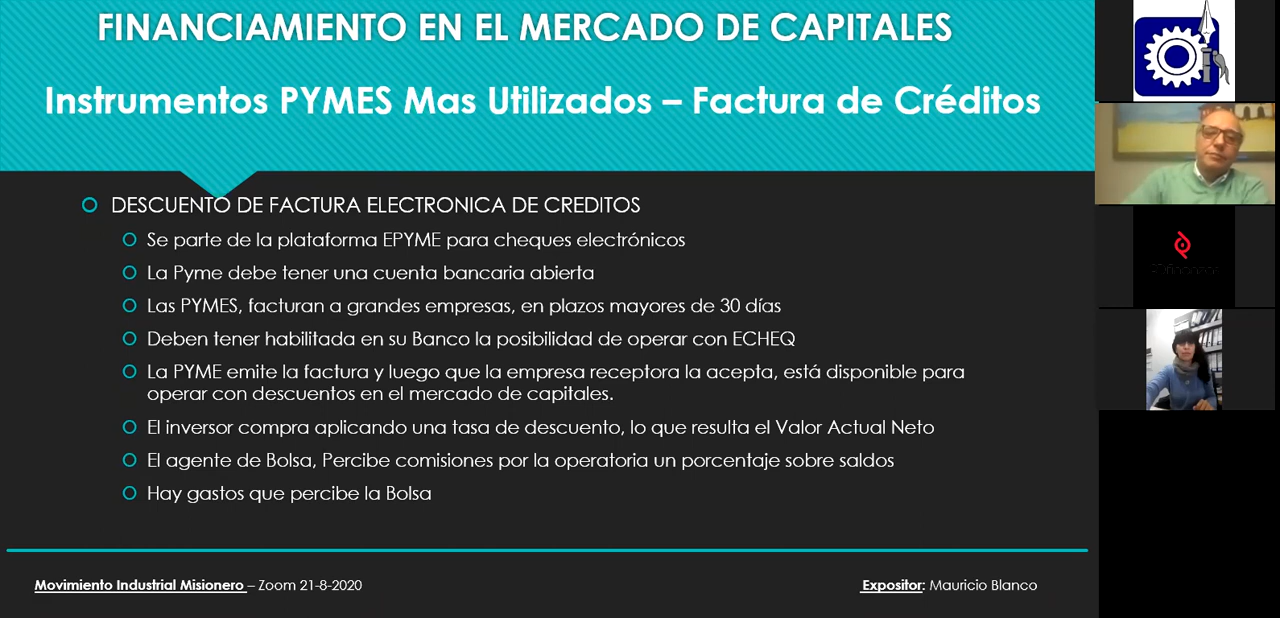 FINANCIAMIENTO EN EL MERCADO DE CAPITALES
Instrumentos PYMES Mas Utilizados – Factura de Créditos
DESCUENTO DE FACTURA ELECTRONICA DE CREDITOS
Se parte de la plataforma EPYME para cheques electrónicos
La Pyme debe tener una cuenta bancaria abierta
Las PYMES, facturan a grandes empresas, en plazos mayores de 30 días
Deben tener habilitada en su Banco la posibilidad de operar con ECHEQ
La PYME emite la factura y luego que la empresa receptora la acepta, está disponible para
operar con descuentos en el mercado de capitales.
El inversor compra aplicando una tasa de descuento, lo que resulta el Valor Actual Neto
El agente de Bolsa, Percibe comisiones por la operatoria un porcentaje sobre saldos
Hay gastos que percibe la Bolsa
Movimiento Industrial Misionero – Zoom 21-8-2020
Expositor: Mauricio Blanco